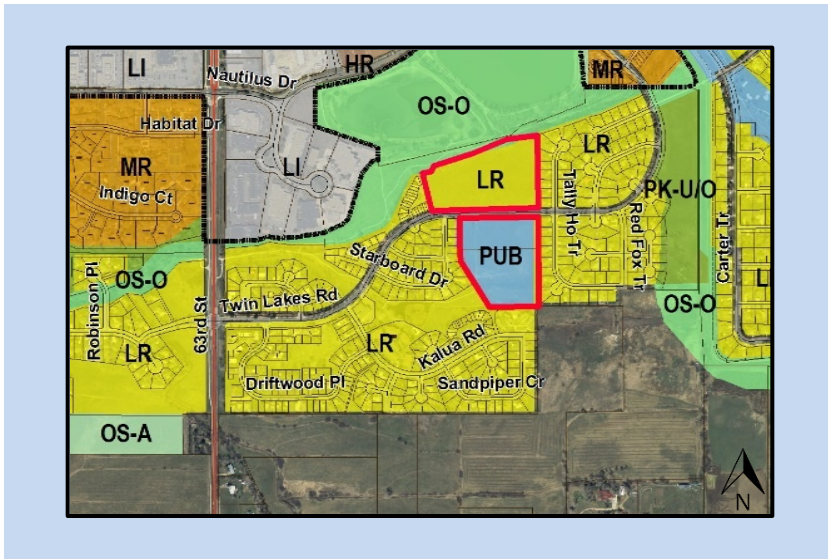 LI
Nautilus Dr
HR
MR
OS-O
Habitat Dr
MR
LI
LR
LR
Indigo Ct
PK-U/O
Tally Ho Tr
Red Fox Tr
Carter Tr
PUB
Starboard Dr
OS-O
L
Robinson Pl
63rd St
Twin Lakes Rd
OS-O
LR
LR
Kalua Rd
Driftwood Pl
Sandpiper Cr
OS-A
N